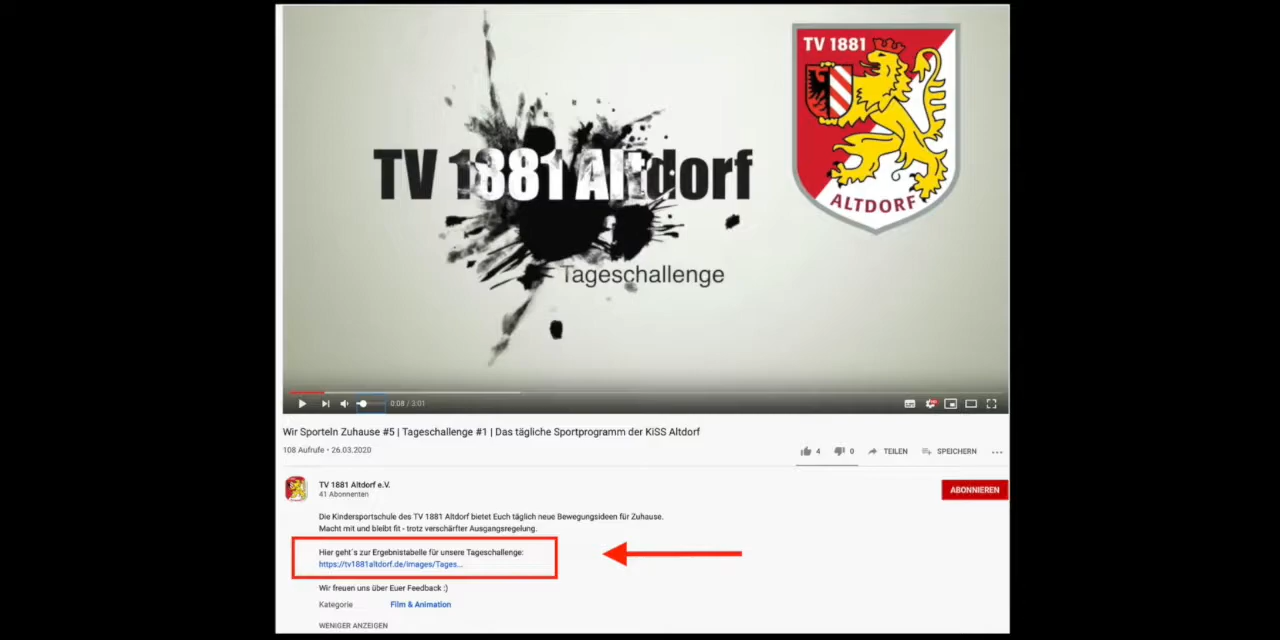 TV 1881
ALTDORF
TV 1881 Altdorf
Tageschallenge
0:08 / 3:01
Wir Sporteln Zuhause #5 | Tageschallenge #1 | Das tägliche Sportprogramm der KiSS Altdorf
108 Aufrufe • 26.03.2020
4
0
TEILEN
SPEICHERN
TV 1881 Altdorf e.V.
41 Abonnenten
ABONNIEREN
Die Kindersportschule des TV 1881 Altdorf bietet Euch täglich neue Bewegungsideen für Zuhause.
Macht mit und bleibt fit - trotz verschärfter Ausgangsregelung.
Hier geht´s zur Ergebnistabelle für unsere Tageschallenge:
https://tv1881altdorf.de/images/Tages...
Wir freuen uns über Euer Feedback :)
Kategorie Film & Animation
WENIGER ANZEIGEN